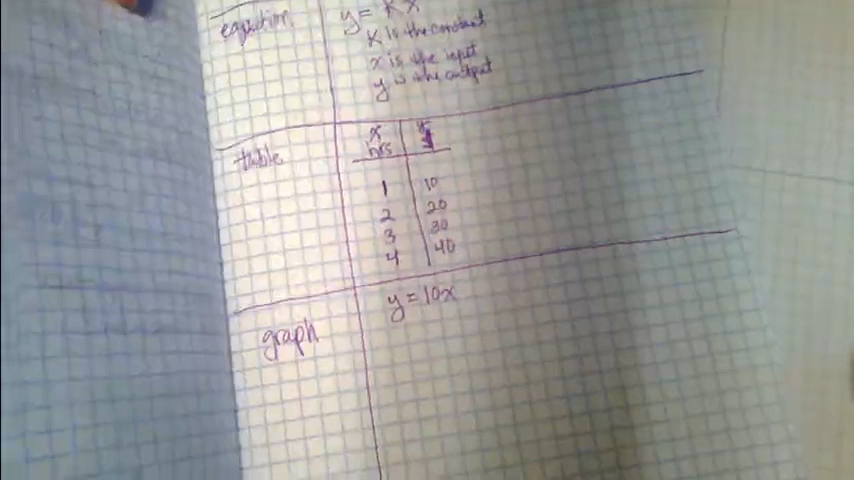 equation
y = Kx
K is the constant
x is the input
y is the output
table
x y
hrs $
1 10
2 20
3 30
4 40
y = 10x
graph